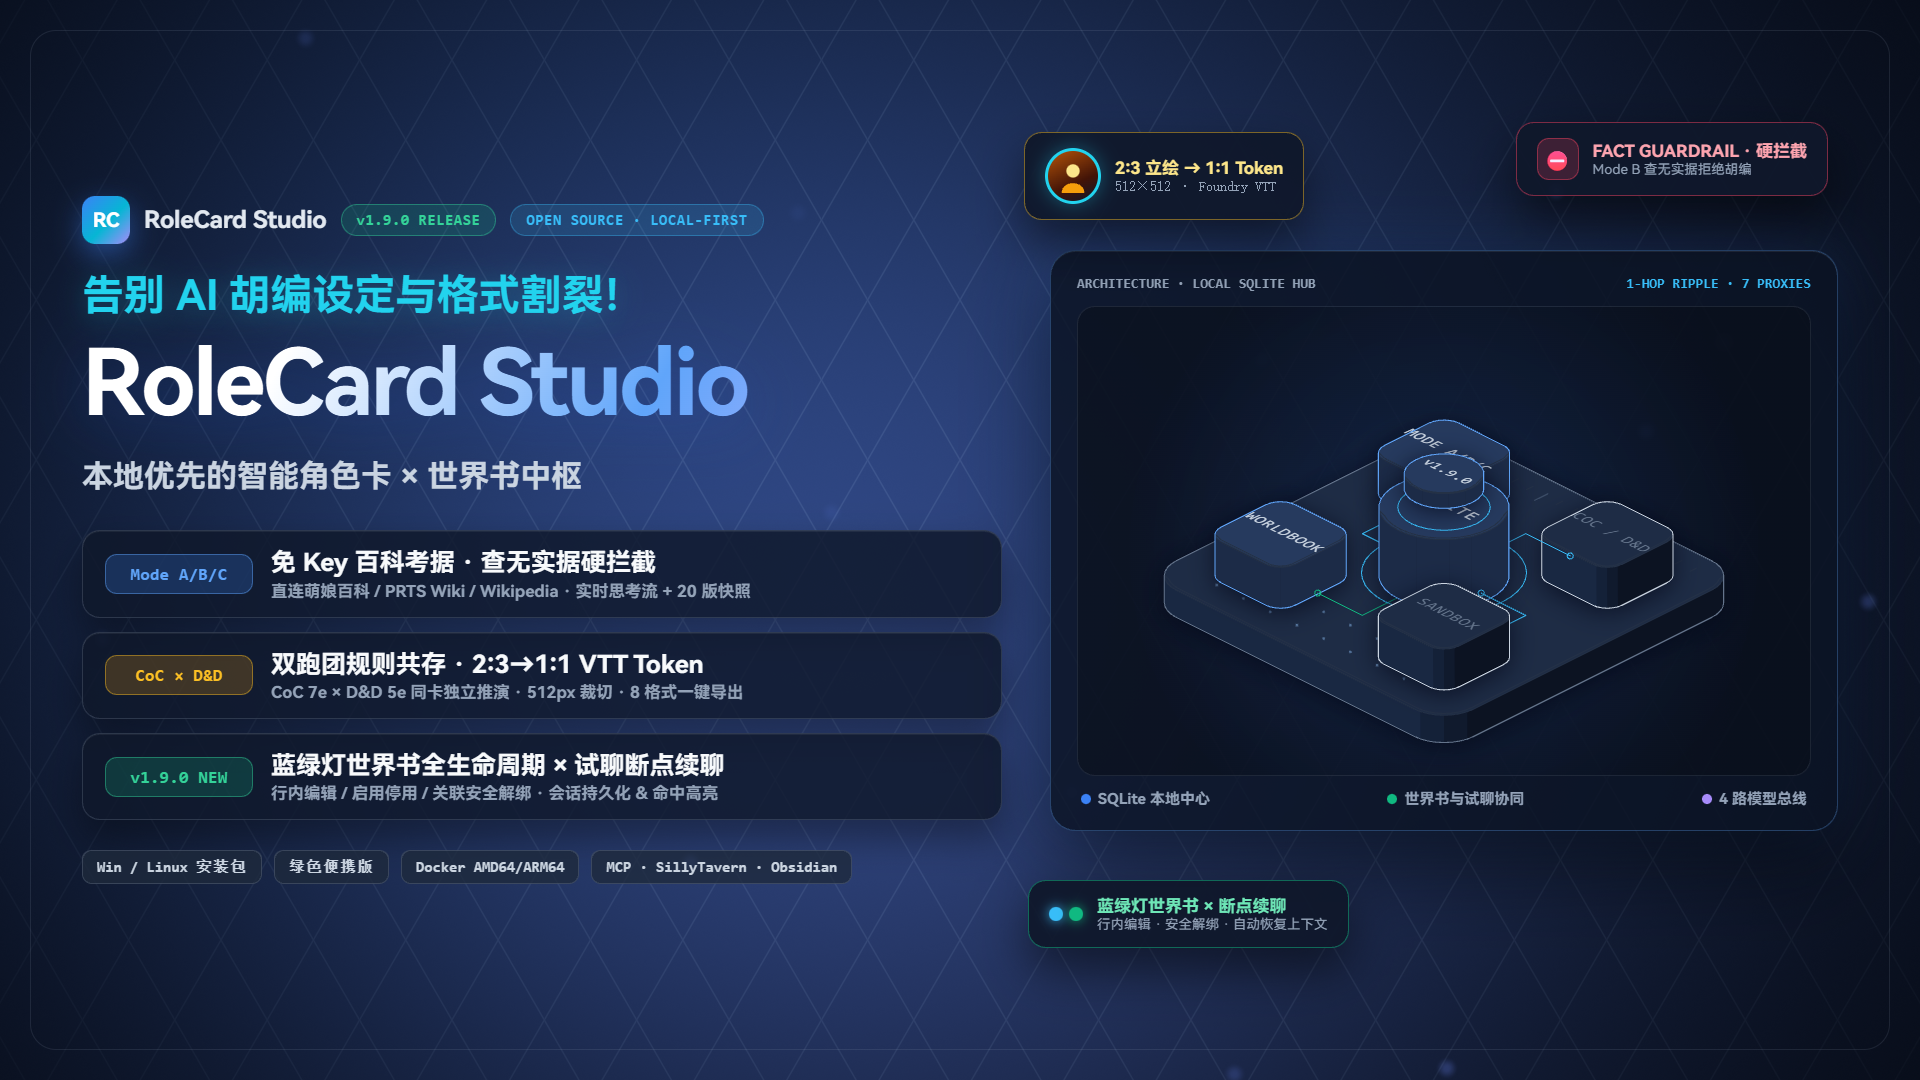 RC RoleCard Studio v1.9.0 RELEASE OPEN SOURCE · LOCAL-FIRST
告别 AI 胡编设定与格式割裂!
RoleCard Studio
本地优先的智能角色卡 × 世界书中枢
Mode A/B/C
免 Key 百科考据 · 查无实据硬拦截
直连萌娘百科 / PRTS Wiki / Wikipedia · 实时思考流 + 20 版快照
CoC × D&D
双跑团规则共存 · 2:3→1:1 VTT Token
CoC 7e × D&D 5e 同卡独立推演 · 512px 裁切 · 8 格式一键导出
v1.9.0 NEW
蓝绿灯世界书全生命周期 × 试聊断点续聊
行内编辑 / 启用停用 / 关联安全解绑 · 会话持久化 & 命中高亮
Win / Linux 安装包 绿色便携版 Docker AMD64/ARM64 MCP · SillyTavern · Obsidian
2:3 立绘 → 1:1 Token
512×512 · Foundry VTT
FACT GUARDRAIL · 硬拦截
Mode B 查无实据拒绝胡编
ARCHITECTURE · LOCAL SQLITE HUB 1-HOP RIPPLE · 7 PROXIES
MODE
v1.9.0
WORLDBOOK
COC / D&D
SANDBOX
SQLite 本地中心 世界书与试聊协同 4 路模型总线
蓝绿灯世界书 × 断点续聊
行内编辑 · 安全解绑 · 自动恢复上下文